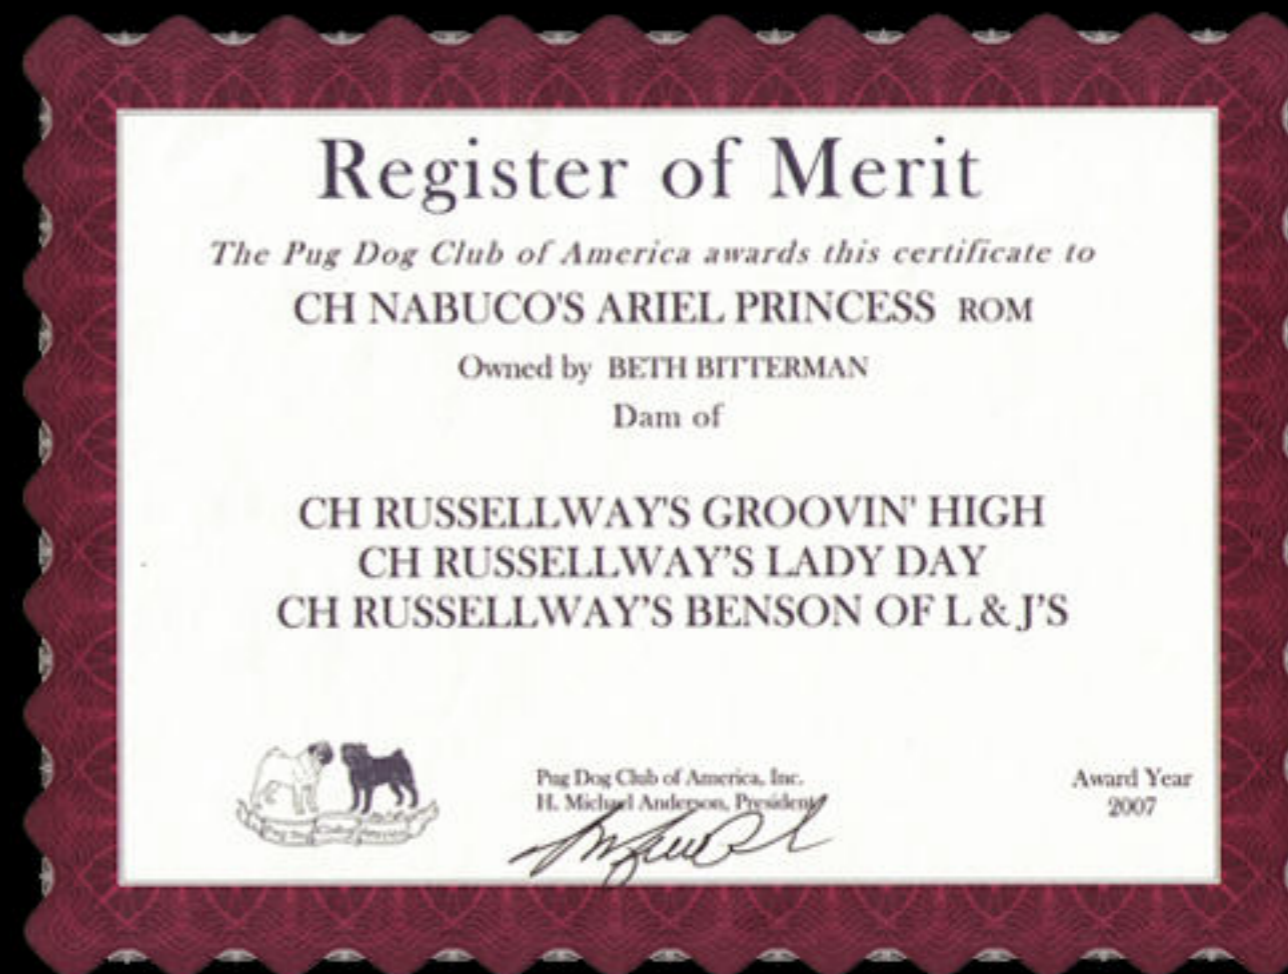 Register of Merit
The Pug Dog Club of America awards this certificate to
CH NABUCO'S ARIEL PRINCESS ROM
Owned by BETH BITTERMAN
Dam of
CH RUSSELLWAY'S GROOVIN' HIGH
CH RUSSELLWAY'S LADY DAY
CH RUSSELLWAY'S BENSON OF L & J'S
Pug Dog Club of America, Inc.
H. Michael Anderson, President
Award Year
2007